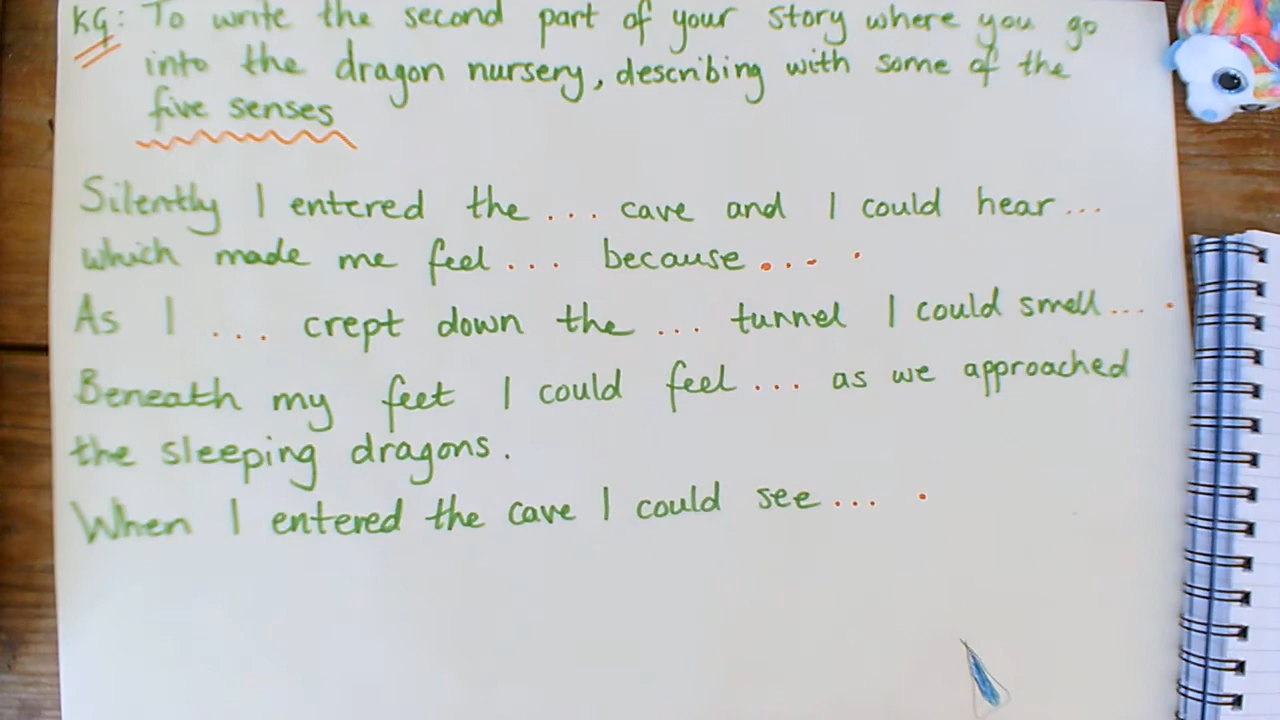 KG: To write the second part of your story where you go
into the dragon nursery, describing with some of the
five senses
Silently I entered the ... cave and I could hear ...
which made me feel ... because ... .
As I ... crept down the ... tunnel I could smell ... .
Beneath my feet I could feel ... as we approached
the sleeping dragons.
When I entered the cave I could see ... .